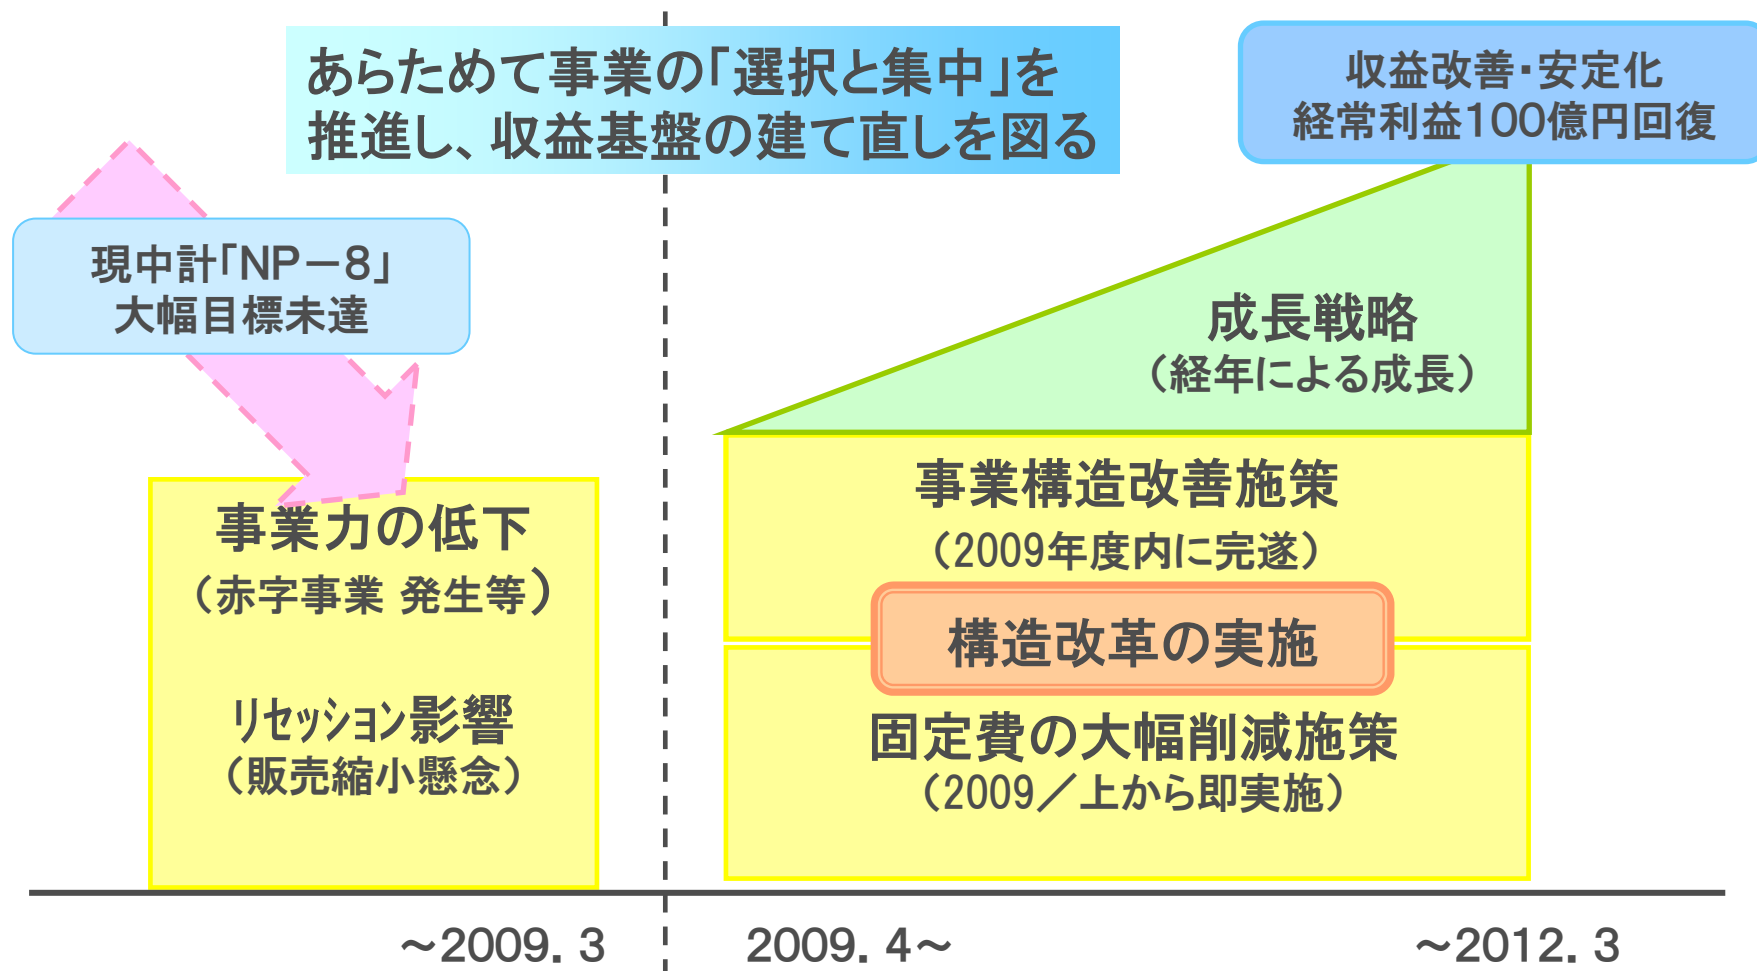 あらためて事業の「選択と集中」を
推進し、収益基盤の建て直しを図る
収益改善・安定化
経常利益100億円回復
現中計「NP－8」
大幅目標未達
事業力の低下
（赤字事業 発生等）
ﾘｾｯｼｮﾝ影響
（販売縮小懸念）
成長戦略
（経年による成長）
事業構造改善施策
（2009年度内に完遂）
構造改革の実施
固定費の大幅削減施策
（2009／上から即実施）
～2009．3
2009．4～
～2012．3